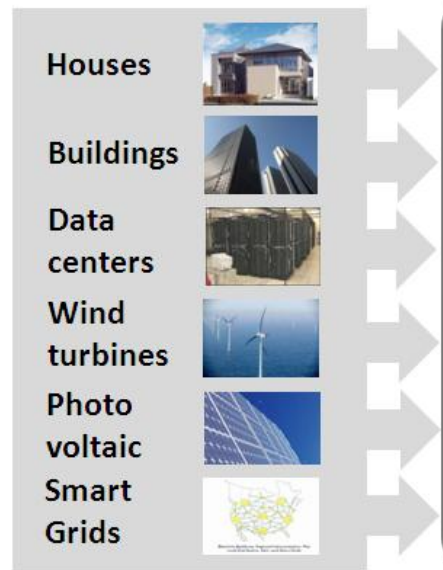 Houses
Buildings
Data
centers
Wind
turbines
Photo
voltaic
Smart
Grids